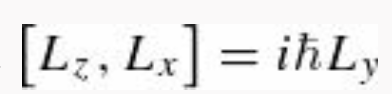 [L_z, L_x] = iħL_y